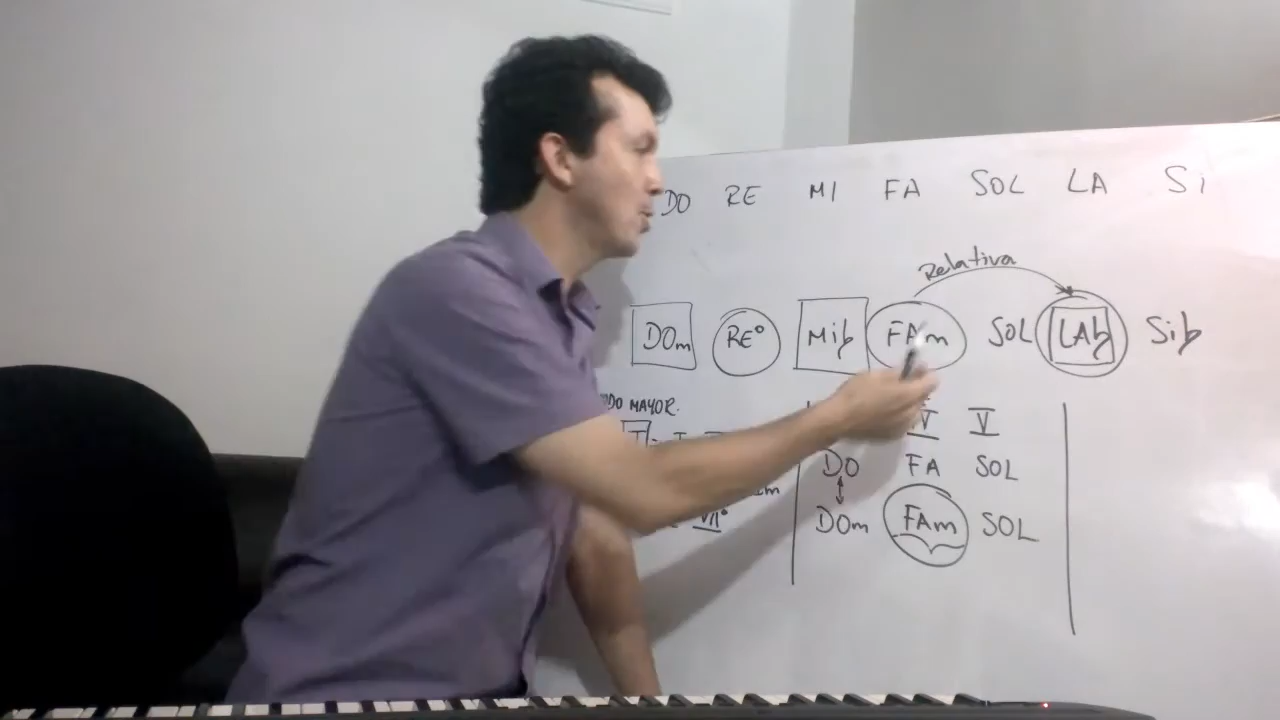 DO RE MI FA SOL LA Si
Relativa
DOm RE° Mib FAm SOL LAb Sib
MAYOR.
V
DO FA SOL
DOm FAm SOL
VII°